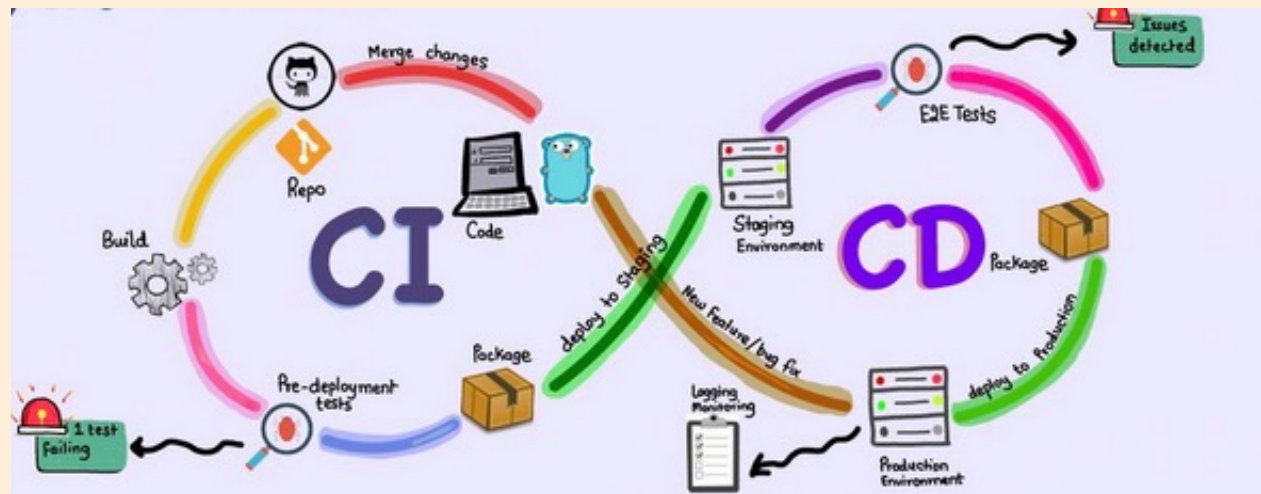 Merge changes
Repo
Code
CI
Build
Pre-deployment
tests
1 test
failing
Package
deploy to staging
New feature/bug fix
Staging
Environment
E2E Tests
Issues
detected
CD
Package
deploy to Production
Production
Environment
Logging
Monitoring